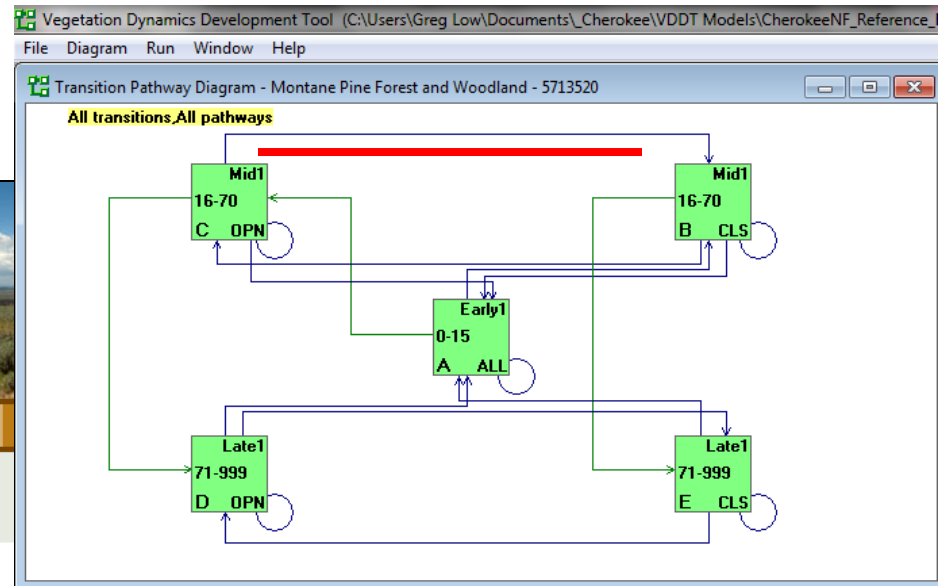 Vegetation Dynamics Development Tool (C:\Users\Greg Low\Documents\_Cherokee\VDDT Models\CherokeeNF_Reference_
File Diagram Run Window Help
Transition Pathway Diagram - Montane Pine Forest and Woodland - 5713520
All transitions,All pathways
Mid1
16-70
C OPN
Mid1
16-70
B CLS
Early1
0-15
A ALL
Late1
71-999
D OPN
Late1
71-999
E CLS